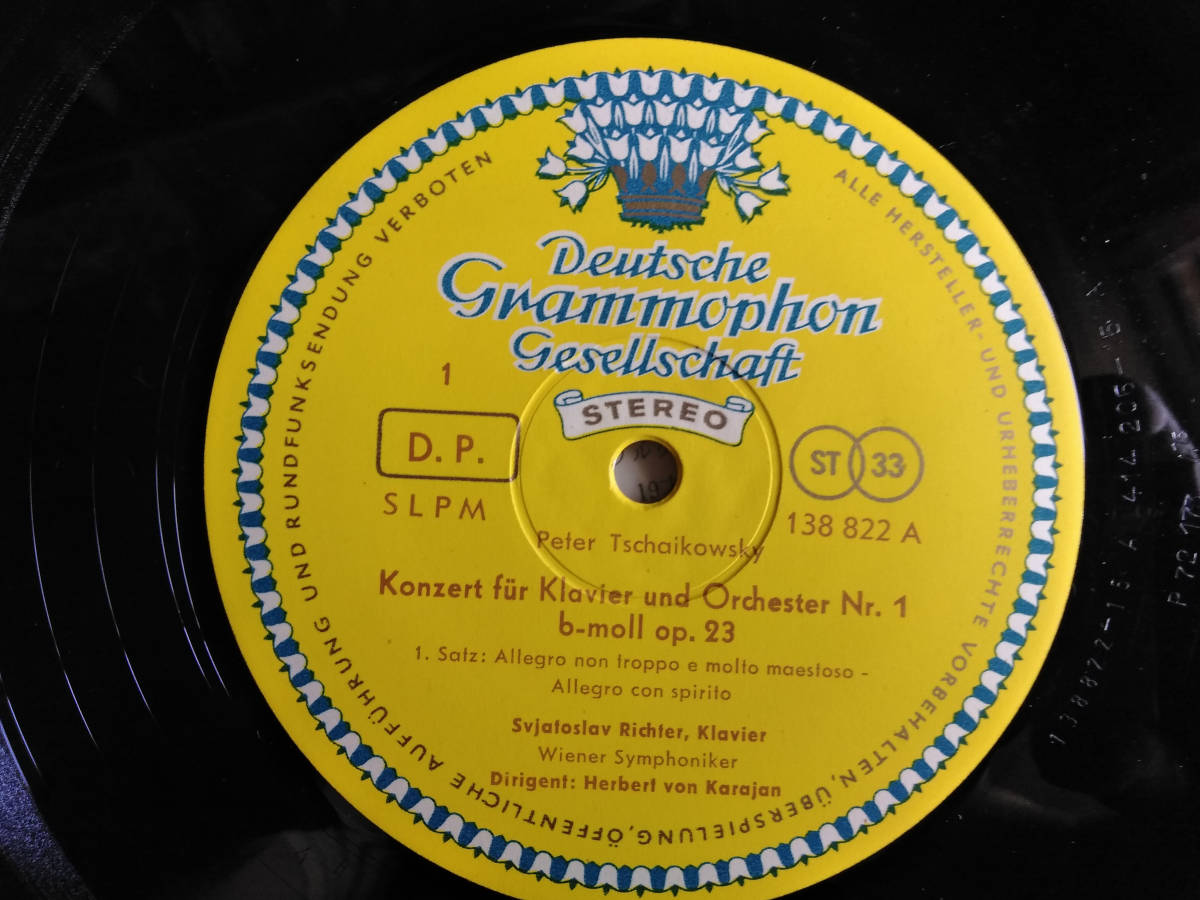 Deutsche
Grammophon
Gesellschaft
STEREO
1
D. P.
SLPM
ST 33
138 822 A
Peter Tschaikowsky
Konzert für Klavier und Orchester Nr. 1
b-moll op. 23
1. Satz: Allegro non troppo e molto maestoso -
Allegro con spirito
Svjatoslav Richter, Klavier
Wiener Symphoniker
Dirigent: Herbert von Karajan
ALLE HERSTELLER- UND URHEBERRECHTE VORBEHALTEN, ÜBERSPIELUNG, ÖFFENTLICHE AUFFÜHRUNG UND RUNDFUNKSENDUNG VERBOTEN